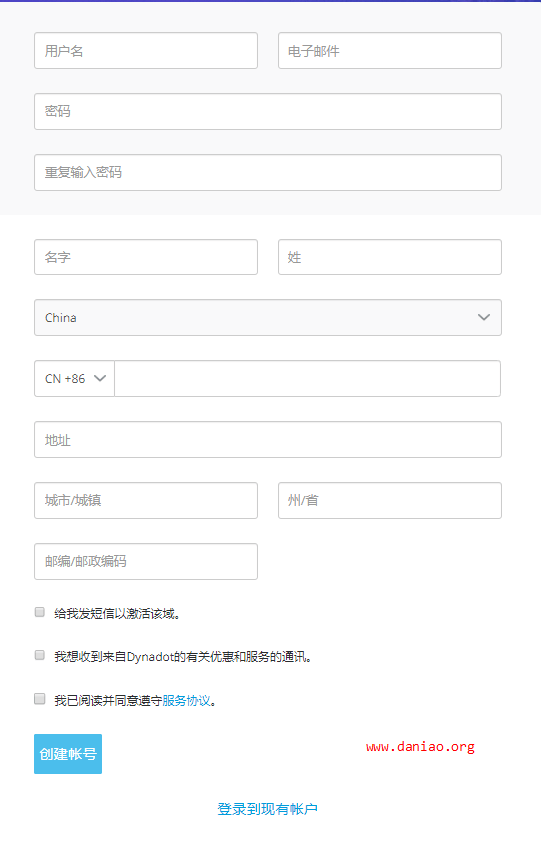 用户名 电子邮件
密码
重复输入密码
名字 姓
China
CN +86
地址
城市/城镇 州/省
邮编/邮政编码
给我发短信以激活该域。
我想收到来自Dynadot的有关优惠和服务的通讯。
我已阅读并同意遵守服务协议。
创建帐号 www.daniao.org
登录到现有帐户